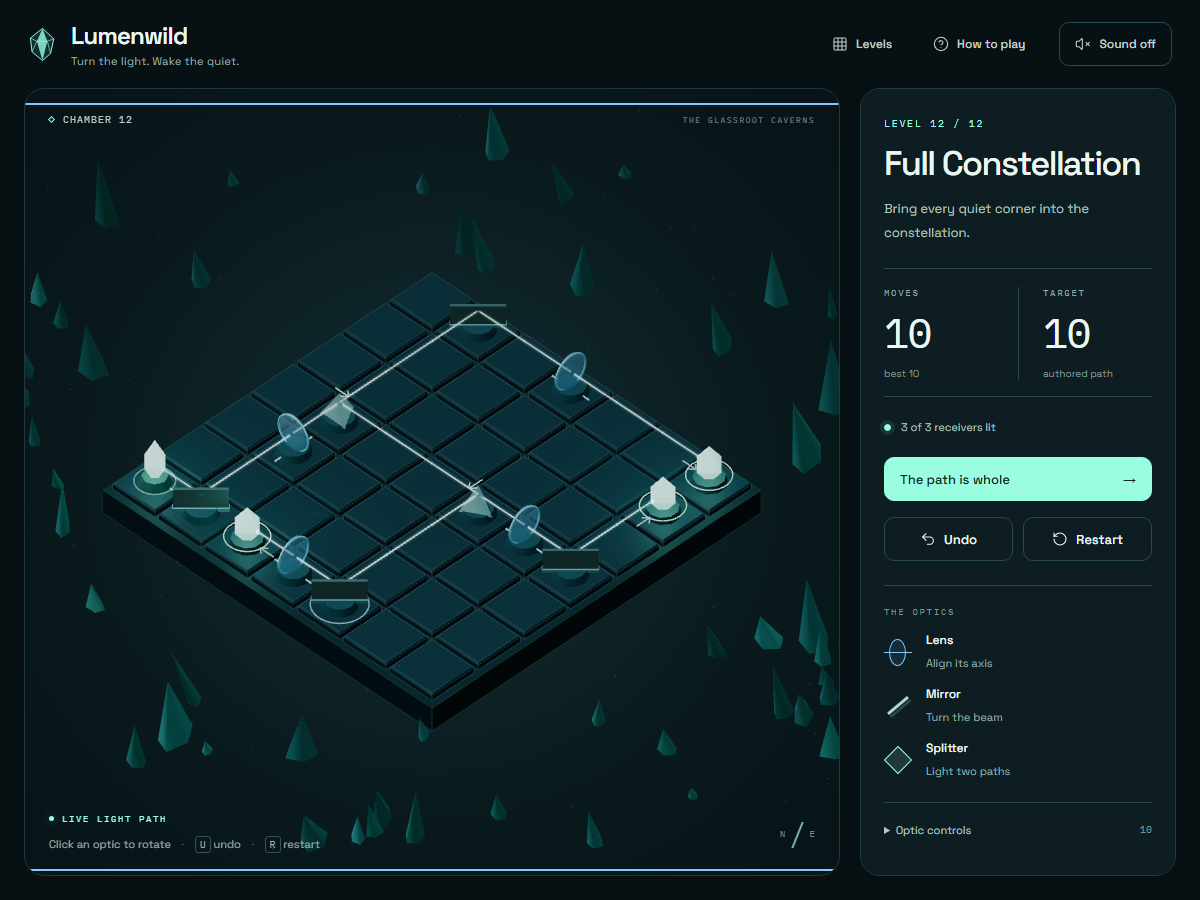 Lumenwild
Turn the light. Wake the quiet.
Levels
How to play
Sound off
CHAMBER 12
THE GLASSROOT CAVERNS
LEVEL 12 / 12
Full Constellation
Bring every quiet corner into the
constellation.
MOVES
TARGET
10
10
best 10
authored path
3 of 3 receivers lit
The path is whole →
Undo
Restart
THE OPTICS
Lens
Align its axis
Mirror
Turn the beam
Splitter
Light two paths
Optic controls
10
LIVE LIGHT PATH
Click an optic to rotate · U undo · R restart
N / E